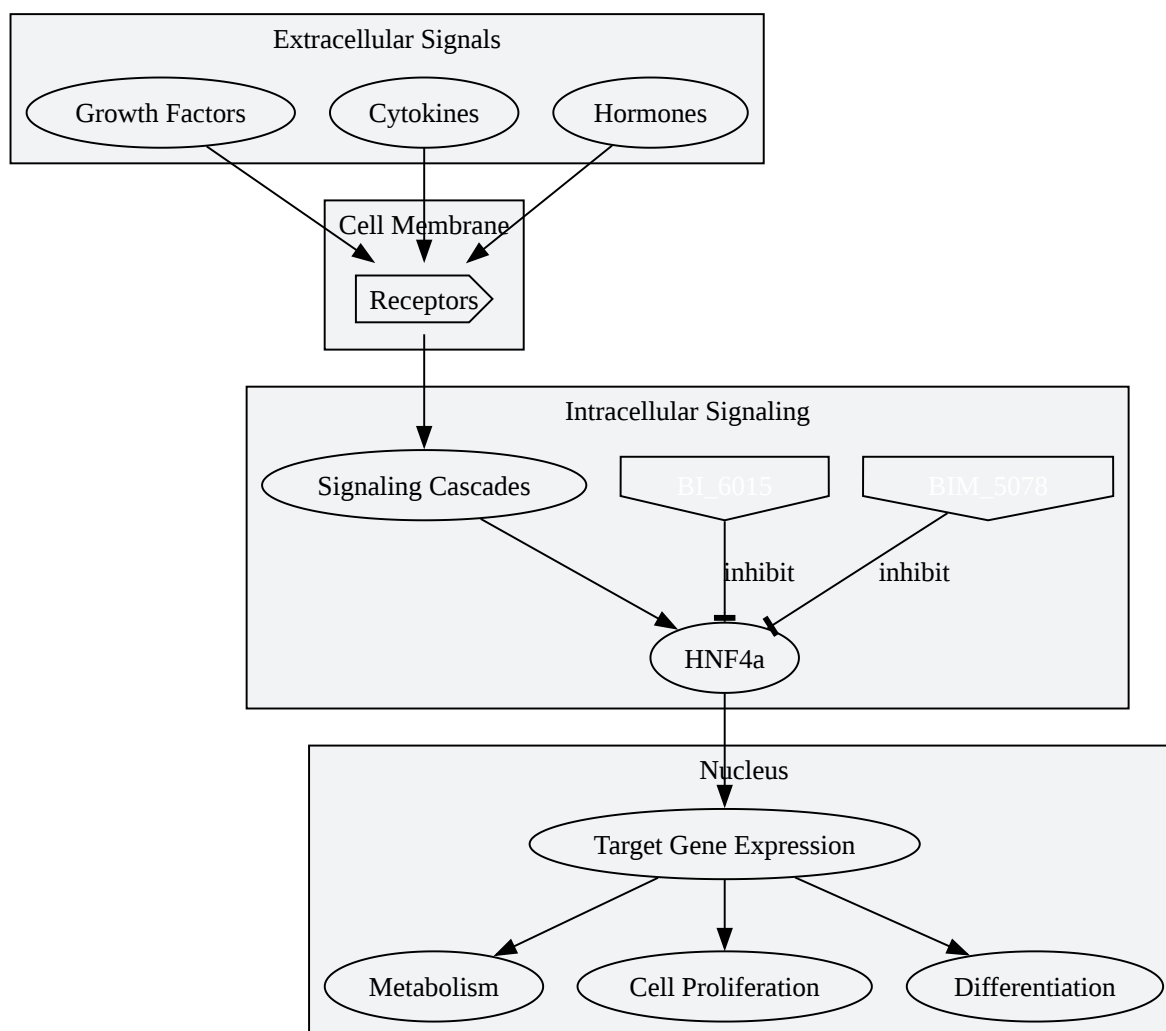 Extracellular Signals
Growth Factors
Cytokines
Hormones
Cell Membrane
Receptors
Intracellular Signaling
Signaling Cascades
BI_6015
BIM_5078
inhibit
inhibit
HNF4a
Nucleus
Target Gene Expression
Metabolism
Cell Proliferation
Differentiation